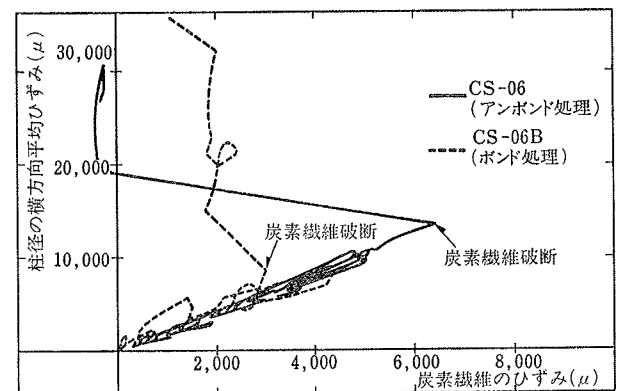 柱径の横方向平均ひずみ(μ)
30,000
20,000
10,000
CS-06
(アンボンド処理)
CS-06B
(ボンド処理)
炭素繊維破断
炭素繊維破断
0
2,000
4,000
6,000
8,000
炭素繊維のひずみ(μ)